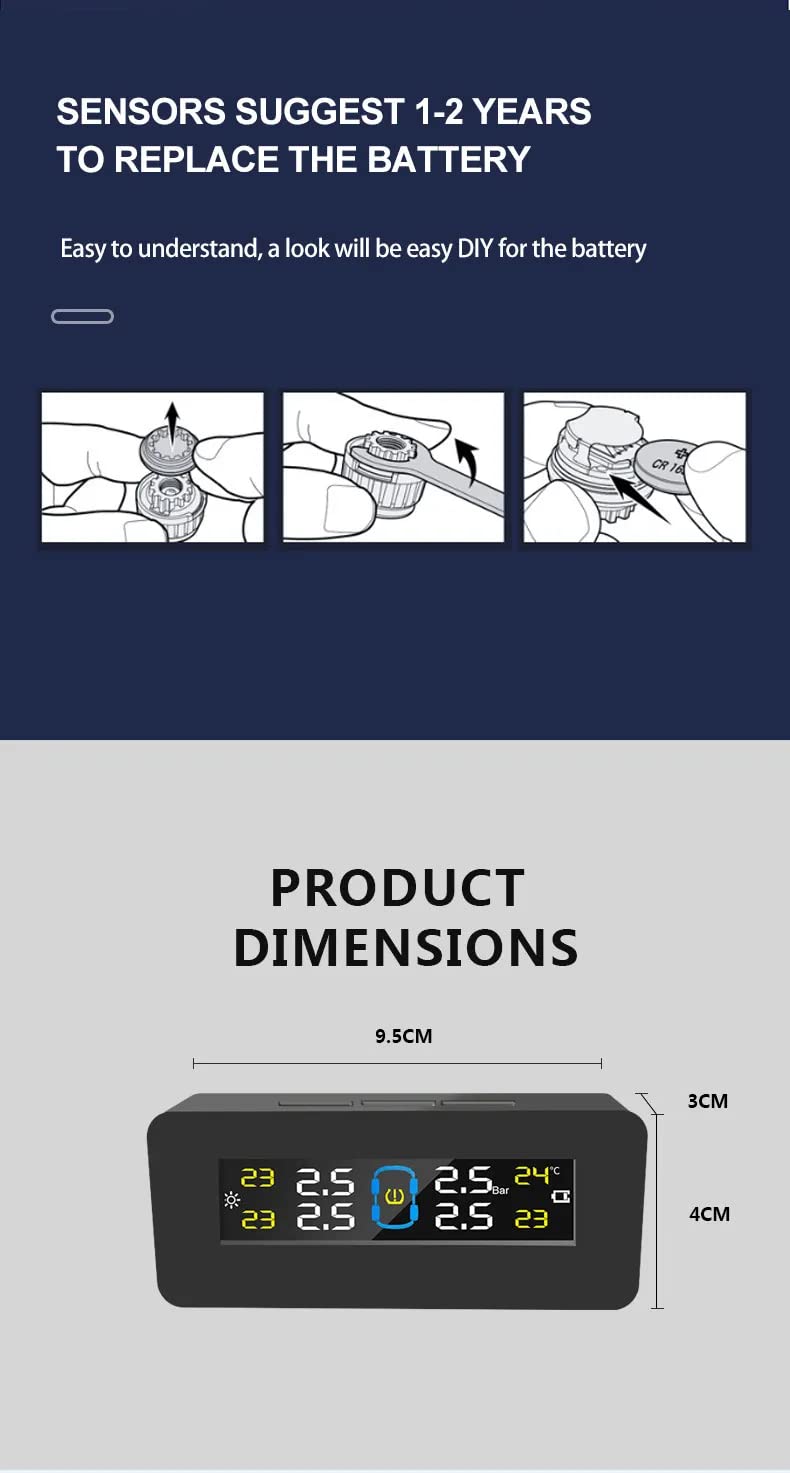 SENSORS SUGGEST 1-2 YEARS
TO REPLACE THE BATTERY
Easy to understand, a look will be easy DIY for the battery
PRODUCT
DIMENSIONS
9.5CM
3CM
23 2.5 2.5 Bar 24 °C
23 2.5 2.5 23
4CM